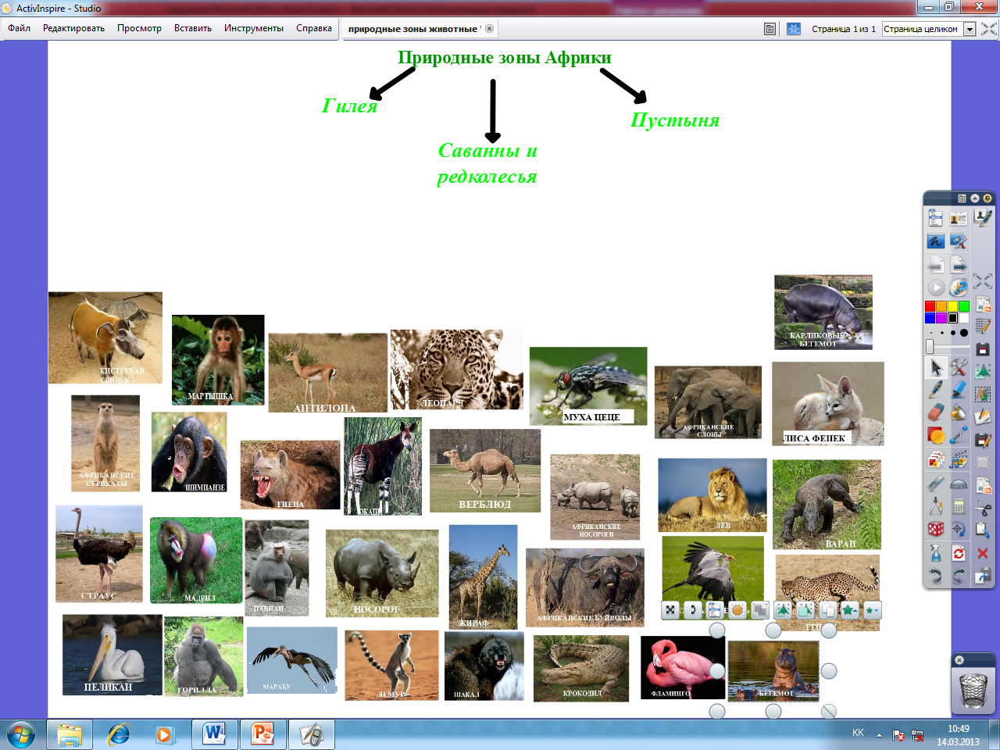 ActivInspire - Studio
Файл Редактировать Просмотр Вставить Инструменты Справка
природные зоны животные *
Страница 1 из 1 Страница целиком
Природные зоны Африки
Гилея
Пустыня
Саванны и
редколесья
КАРЛИКОВЫЙ
БЕГЕМОТ
КИСТЕУХАЯ
СВИНЬЯ
МАРТЫШКА
АНТИЛОПА
ЛЕОПАРД
МУХА ЦЕЦЕ
АФРИКАНСКИЕ
СЛОНЫ
ЛИСА ФЕНЕК
АФРИКАНСКИЕ
СУРИКАТЫ
ШИМПАНЗЕ
ГИЕНА
ОКАПИ
ВЕРБЛЮД
АФРИКАНСКИЕ
НОСОРОГИ
ЛЕВ
ВАРАН
СТРАУС
МАДРИЛ
ПАВИАН
НОСОРОГ
ЖИРАФ
АФРИКАНСКИЕ БУЙВОЛЫ
ПЕЛИКАН
ГОРИЛЛА
МАРАБУ
ЛЕМУР
ШАКАЛ
КРОКОДИЛ
ФЛАМИНГО
БЕГЕМОТ
KK
10:49
14.03.2013